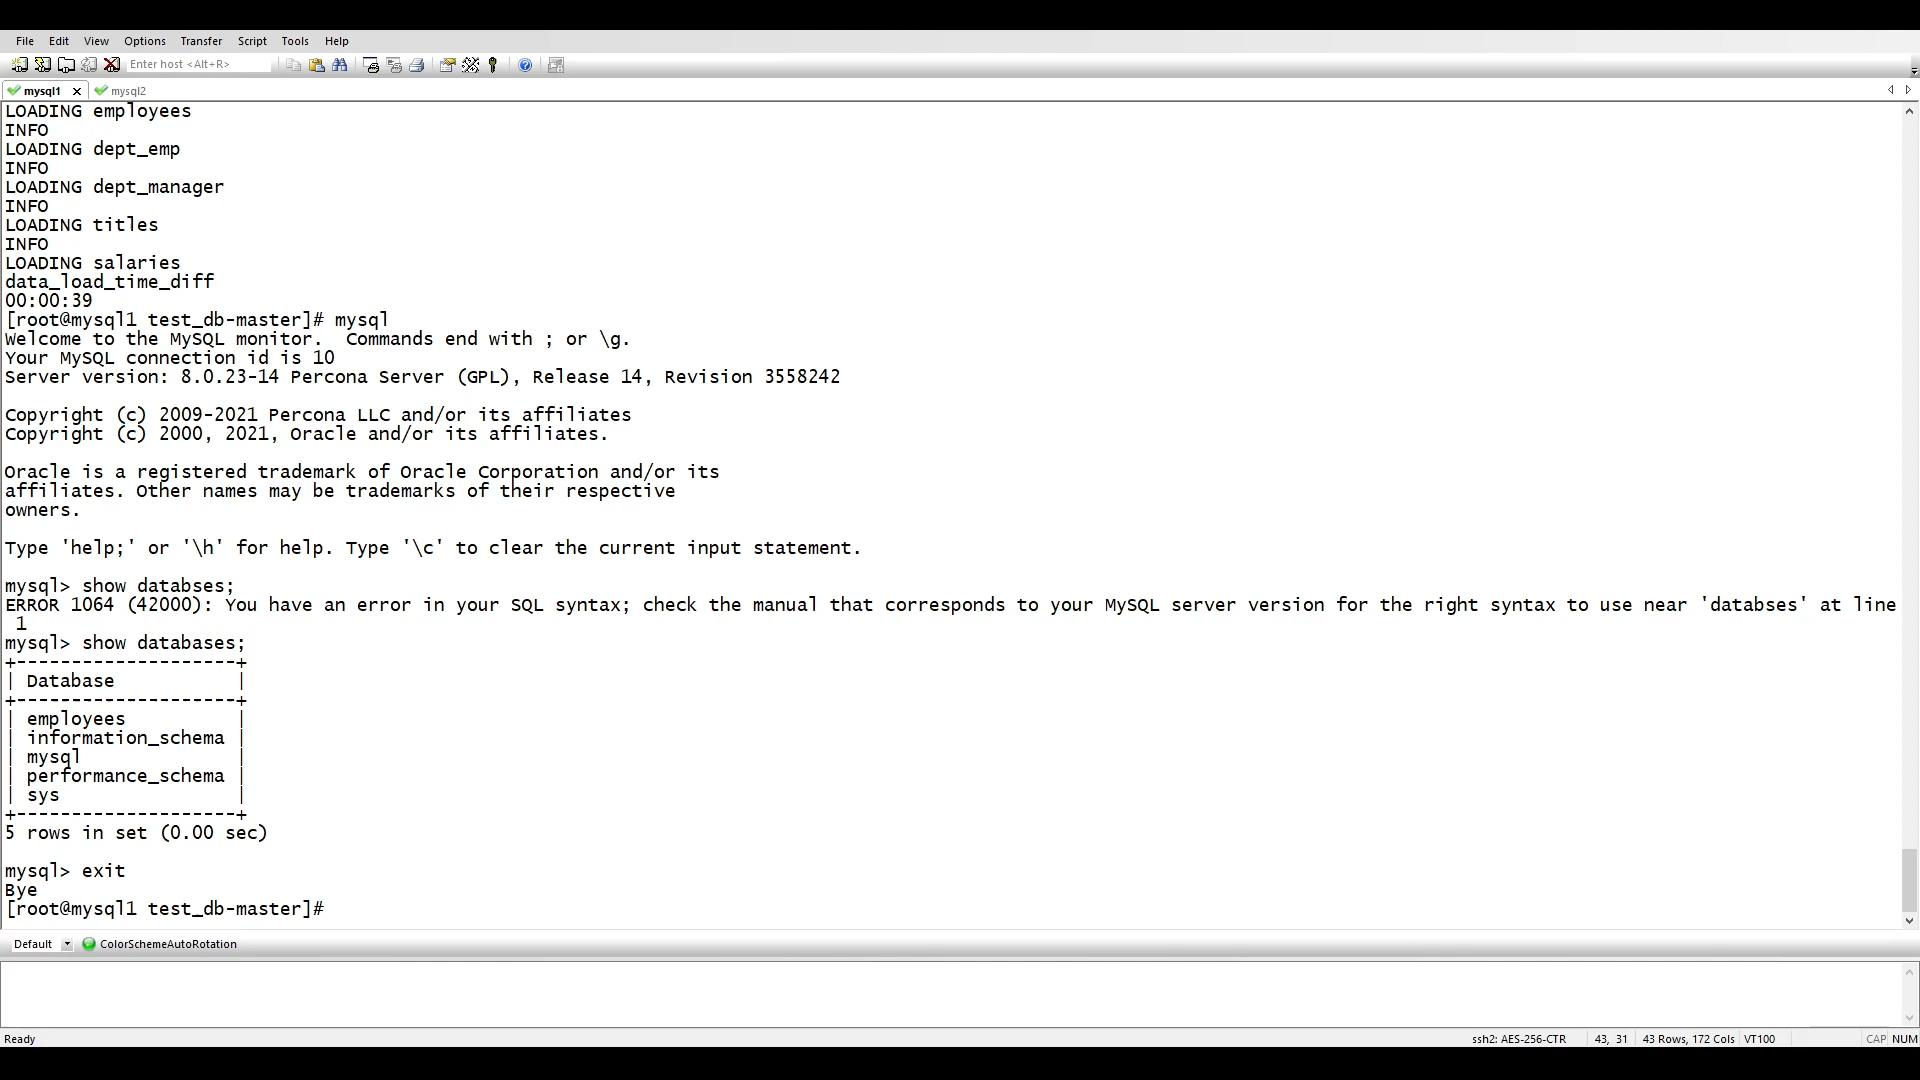 File Edit View Options Transfer Script Tools Help
Enter host <Alt+R>
mysql1 mysql2
LOADING employees
INFO
LOADING dept_emp
INFO
LOADING dept_manager
INFO
LOADING titles
INFO
LOADING salaries
data_load_time_diff
00:00:39
[root@mysql1 test_db-master]# mysql
Welcome to the MySQL monitor.  Commands end with ; or \g.
Your MySQL connection id is 10
Server version: 8.0.23-14 Percona Server (GPL), Release 14, Revision 3558242
Copyright (c) 2009-2021 Percona LLC and/or its affiliates
Copyright (c) 2000, 2021, Oracle and/or its affiliates.
Oracle is a registered trademark of Oracle Corporation and/or its
affiliates. Other names may be trademarks of their respective
owners.
Type 'help;' or '\h' for help. Type '\c' to clear the current input statement.
mysql> show databses;
ERROR 1064 (42000): You have an error in your SQL syntax; check the manual that corresponds to your MySQL server version for the right syntax to use near 'databses' at line
1
mysql> show databases;
+--------------------+
| Database           |
+--------------------+
| employees          |
| information_schema |
| mysql              |
| performance_schema |
| sys                |
+--------------------+
5 rows in set (0.00 sec)
mysql> exit
Bye
[root@mysql1 test_db-master]#
Default ColorSchemeAutoRotation
Ready ssh2: AES-256-CTR 43, 31 43 Rows, 172 Cols VT100 CAP NUM